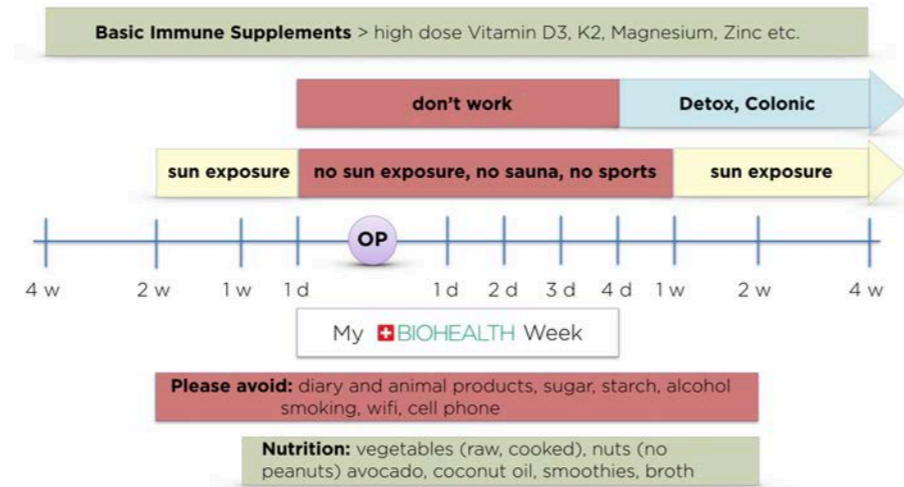 Basic Immune Supplements > high dose Vitamin D3, K2, Magnesium, Zinc etc.
don't work
Detox, Colonic
sun exposure
no sun exposure, no sauna, no sports
sun exposure
OP
4 w
2 w
1 w
1 d
1 d
2 d
3 d
4 d
1 w
2 w
4 w
My BIOHEALTH Week
Please avoid: diary and animal products, sugar, starch, alcohol
smoking, wifi, cell phone
Nutrition: vegetables (raw, cooked), nuts (no
peanuts) avocado, coconut oil, smoothies, broth